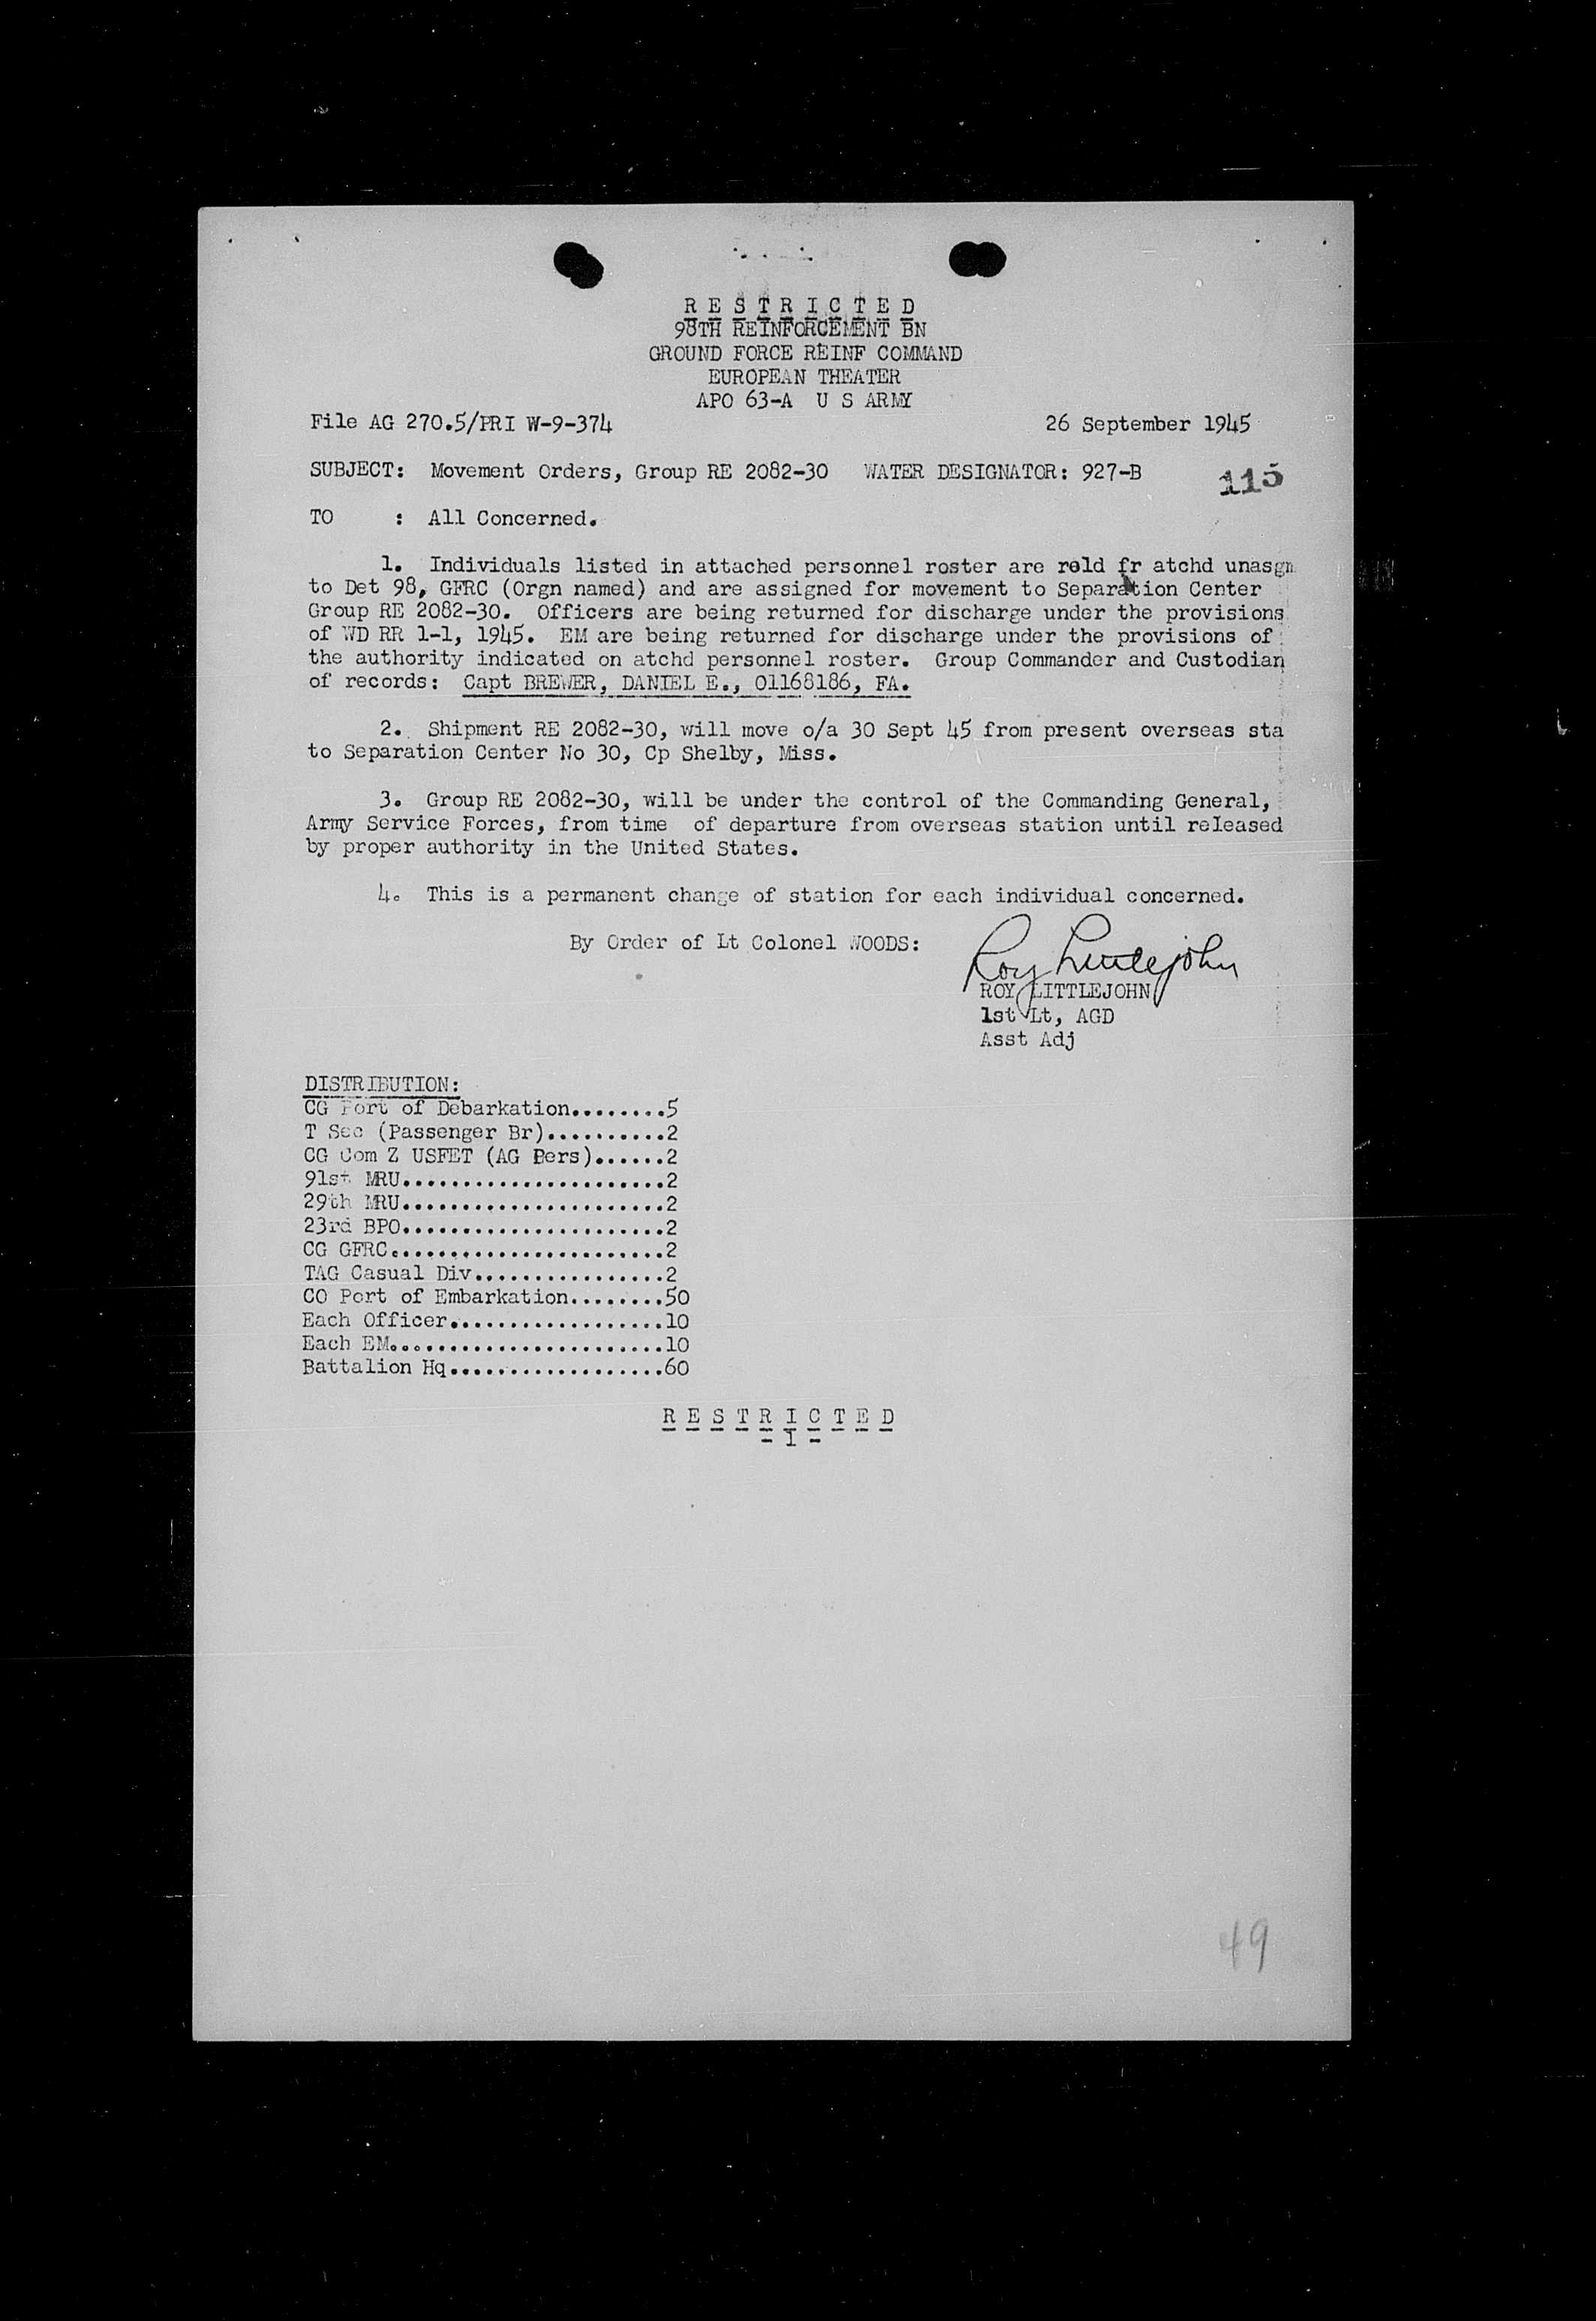 R E S T R I C T E D
98TH REINFORCEMENT BN
GROUND FORCE REINF COMMAND
EUROPEAN THEATER
APO 63-A U S ARMY
File AG 270.5/PRI W-9-374 26 September 1945
SUBJECT: Movement Orders, Group RE 2082-30 WATER DESIGNATOR: 927-B
115
TO : All Concerned.
1. Individuals listed in attached personnel roster are reld fr atchd unasgn
to Det 98, GFRC (Orgn named) and are assigned for movement to Separation Center
Group RE 2082-30. Officers are being returned for discharge under the provisions
of WD RR 1-1, 1945. EM are being returned for discharge under the provisions of
the authority indicated on atchd personnel roster. Group Commander and Custodian
of records: Capt BREWER, DANIEL E., 01168186, FA.
2. Shipment RE 2082-30, will move o/a 30 Sept 45 from present overseas sta
to Separation Center No 30, Cp Shelby, Miss.
3. Group RE 2082-30, will be under the control of the Commanding General,
Army Service Forces, from time of departure from overseas station until released
by proper authority in the United States.
4. This is a permanent change of station for each individual concerned.
By Order of Lt Colonel WOODS:
Roy Littlejohn
ROY LITTLEJOHN
1st Lt, AGD
Asst Adj
DISTRIBUTION:
CG Port of Debarkation........5
T Sec (Passenger Br)..........2
CG Com Z USFET (AG Pers)......2
91st MRU......................2
29th MRU......................2
23rd BPO......................2
CG GFRC.......................2
TAG Casual Div................2
CO Port of Embarkation........50
Each Officer..................10
Each EM.......................10
Battalion Hq..................60
R E S T R I C T E D
- 1 -
49